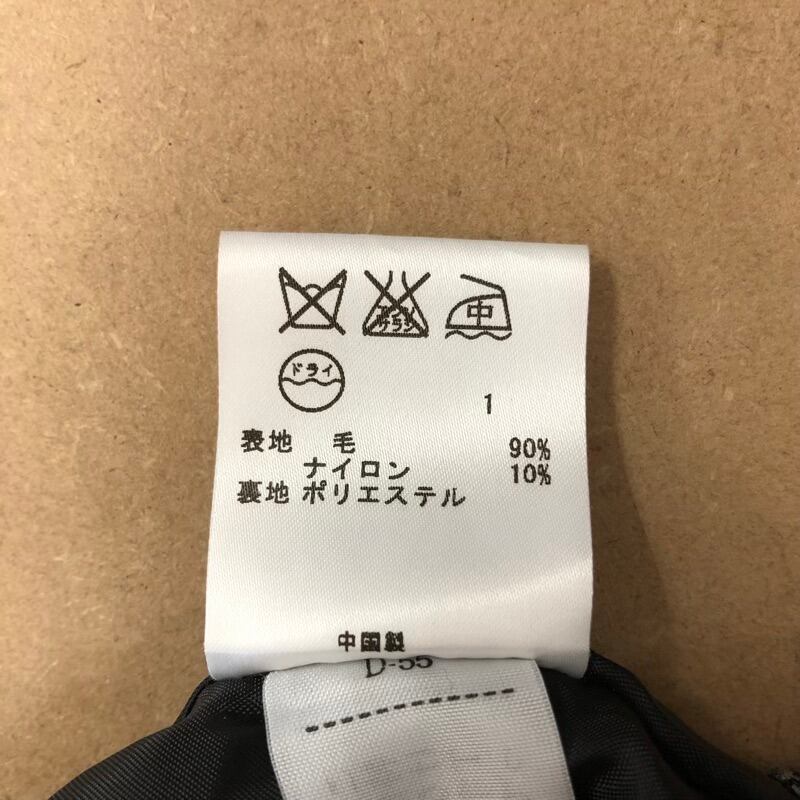 中
ドライ
1
表地 毛 90%
ナイロン 10%
裏地 ポリエステル
中国製
D-55